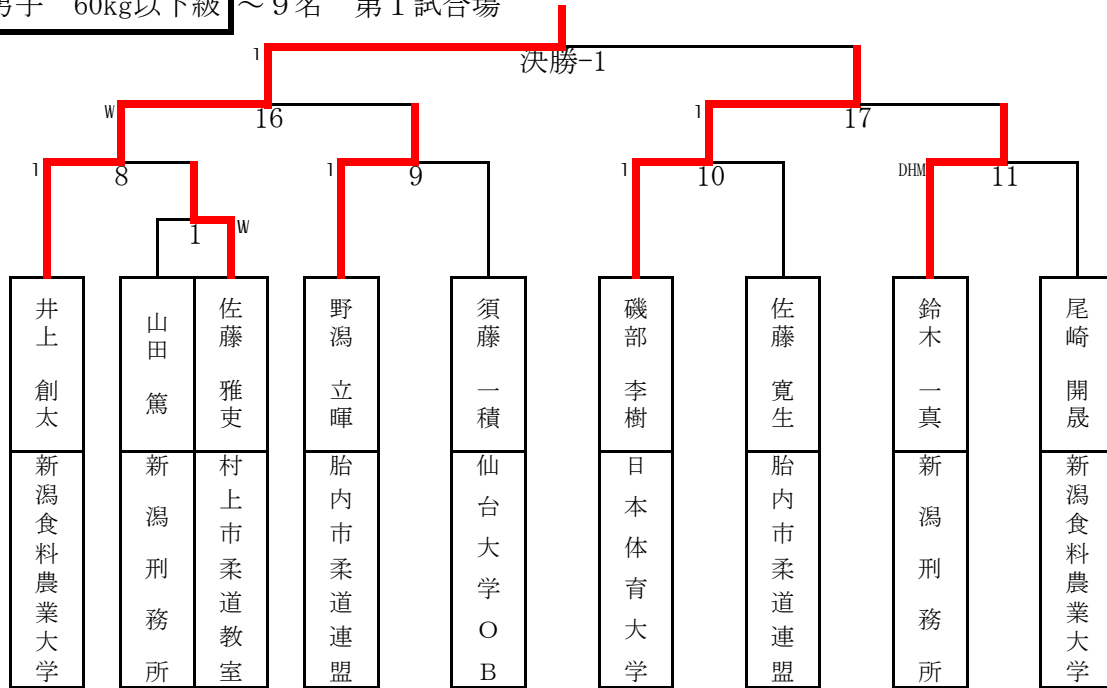 男子 60kg以下級 ～9名 第1試合場
1
決勝-1
W
16
1
17
1
8
1
9
1
10
DHM
11
1
W
井上 創太
山田 篤
佐藤 雅吏
野潟 立暉
須藤 一積
磯部 李樹
佐藤 寛生
鈴木 一真
尾崎 開晟
新潟食料農業大学
新潟刑務所
村上市柔道教室
胎内市柔道連盟
仙台大学OB
日本体育大学
胎内市柔道連盟
新潟刑務所
新潟食料農業大学